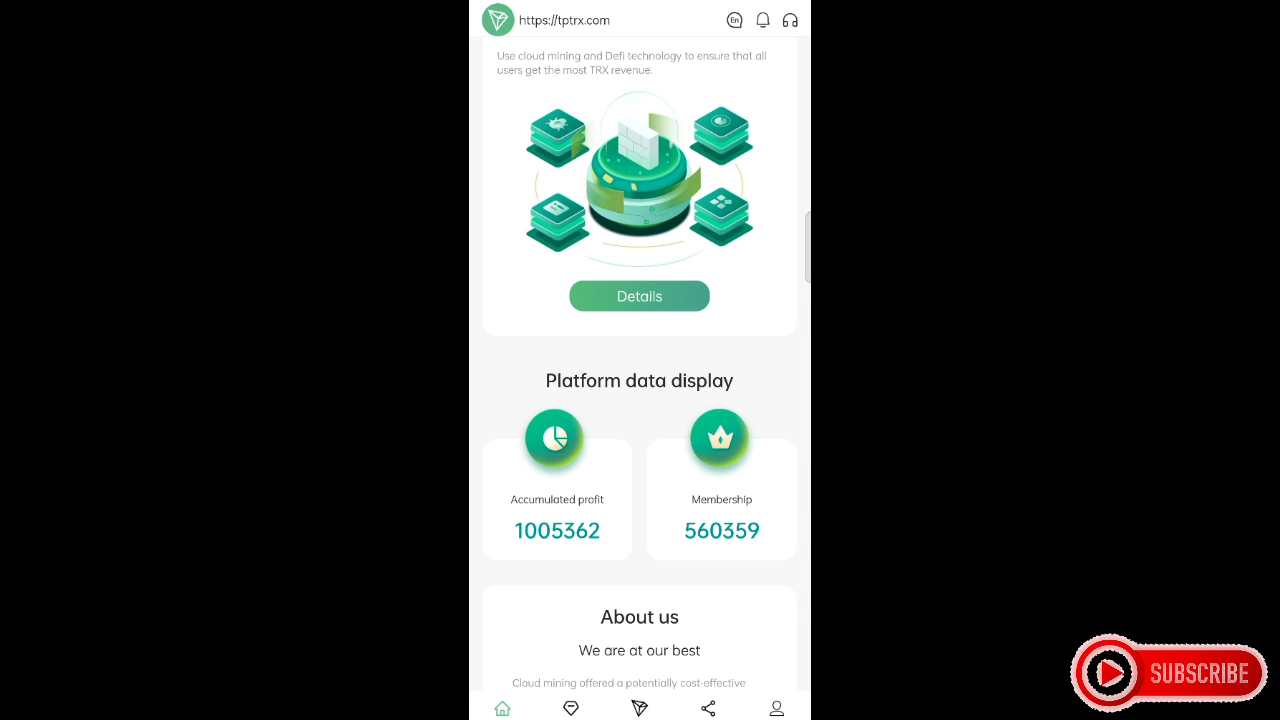 https://tptrx.com
En
Use cloud mining and Defi technology to ensure that all
users get the most TRX revenue.
Details
Platform data display
Accumulated profit
Membership
1005362
560359
About us
We are at our best
Cloud mining offered a potentially cost-effective
SUBSCRIBE